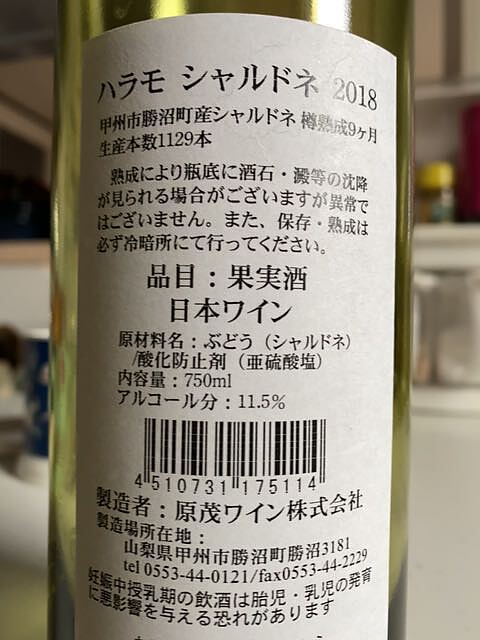 ハラモ シャルドネ 2018
甲州市勝沼町産シャルドネ 樽熟成9ヶ月
生産本数1129本
熟成により瓶底に酒石・澱等の沈降
が見られる場合がございますが異常で
はございません。また、保存・熟成は
必ず冷暗所にて行ってください。
品目：果実酒
日本ワイン
原材料名：ぶどう（シャルドネ）
/酸化防止剤（亜硫酸塩）
内容量：750ml
アルコール分：11.5%
4 510731 175114
製造者：原茂ワイン株式会社
製造場所在地：
山梨県甲州市勝沼町勝沼3181
tel 0553-44-0121/fax0553-44-2229
妊娠中授乳期の飲酒は胎児・乳児の発育
に悪影響を与える恐れがあります